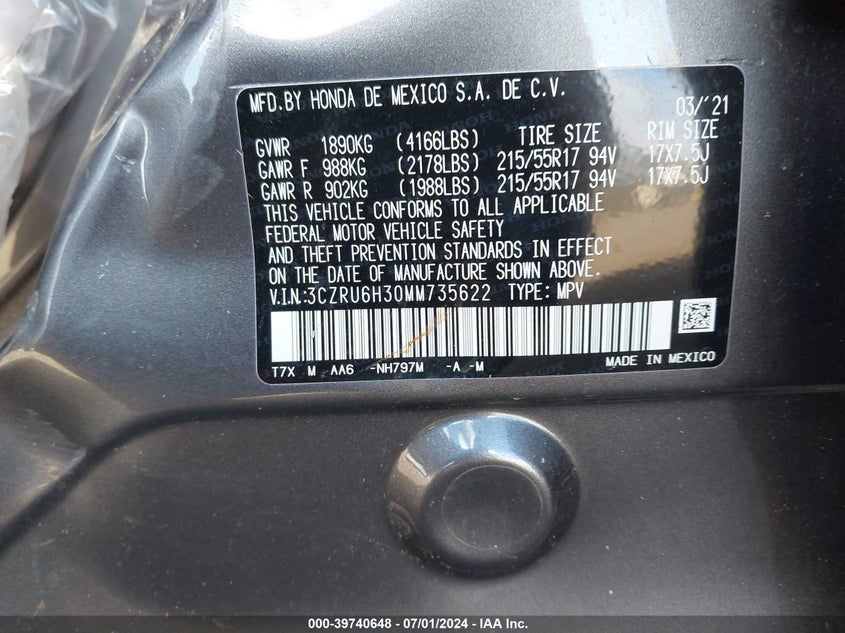 MFD.BY HONDA DE MEXICO S.A. DE C.V.
03/'21
GVWR 1890KG (4166LBS) TIRE SIZE RIM SIZE
GAWR F 988KG (2178LBS) 215/55R17 94V 17X7.5J
GAWR R 902KG (1988LBS) 215/55R17 94V 17X7.5J
THIS VEHICLE CONFORMS TO ALL APPLICABLE
FEDERAL MOTOR VEHICLE SAFETY
AND THEFT PREVENTION STANDARDS IN EFFECT
ON THE DATE OF MANUFACTURE SHOWN ABOVE.
V.I.N.:3CZRU6H30MM735622 TYPE: MPV
T7X M AA6 -NH797M -A -M
MADE IN MEXICO
000-39740648 - 07/01/2024 - IAA Inc.